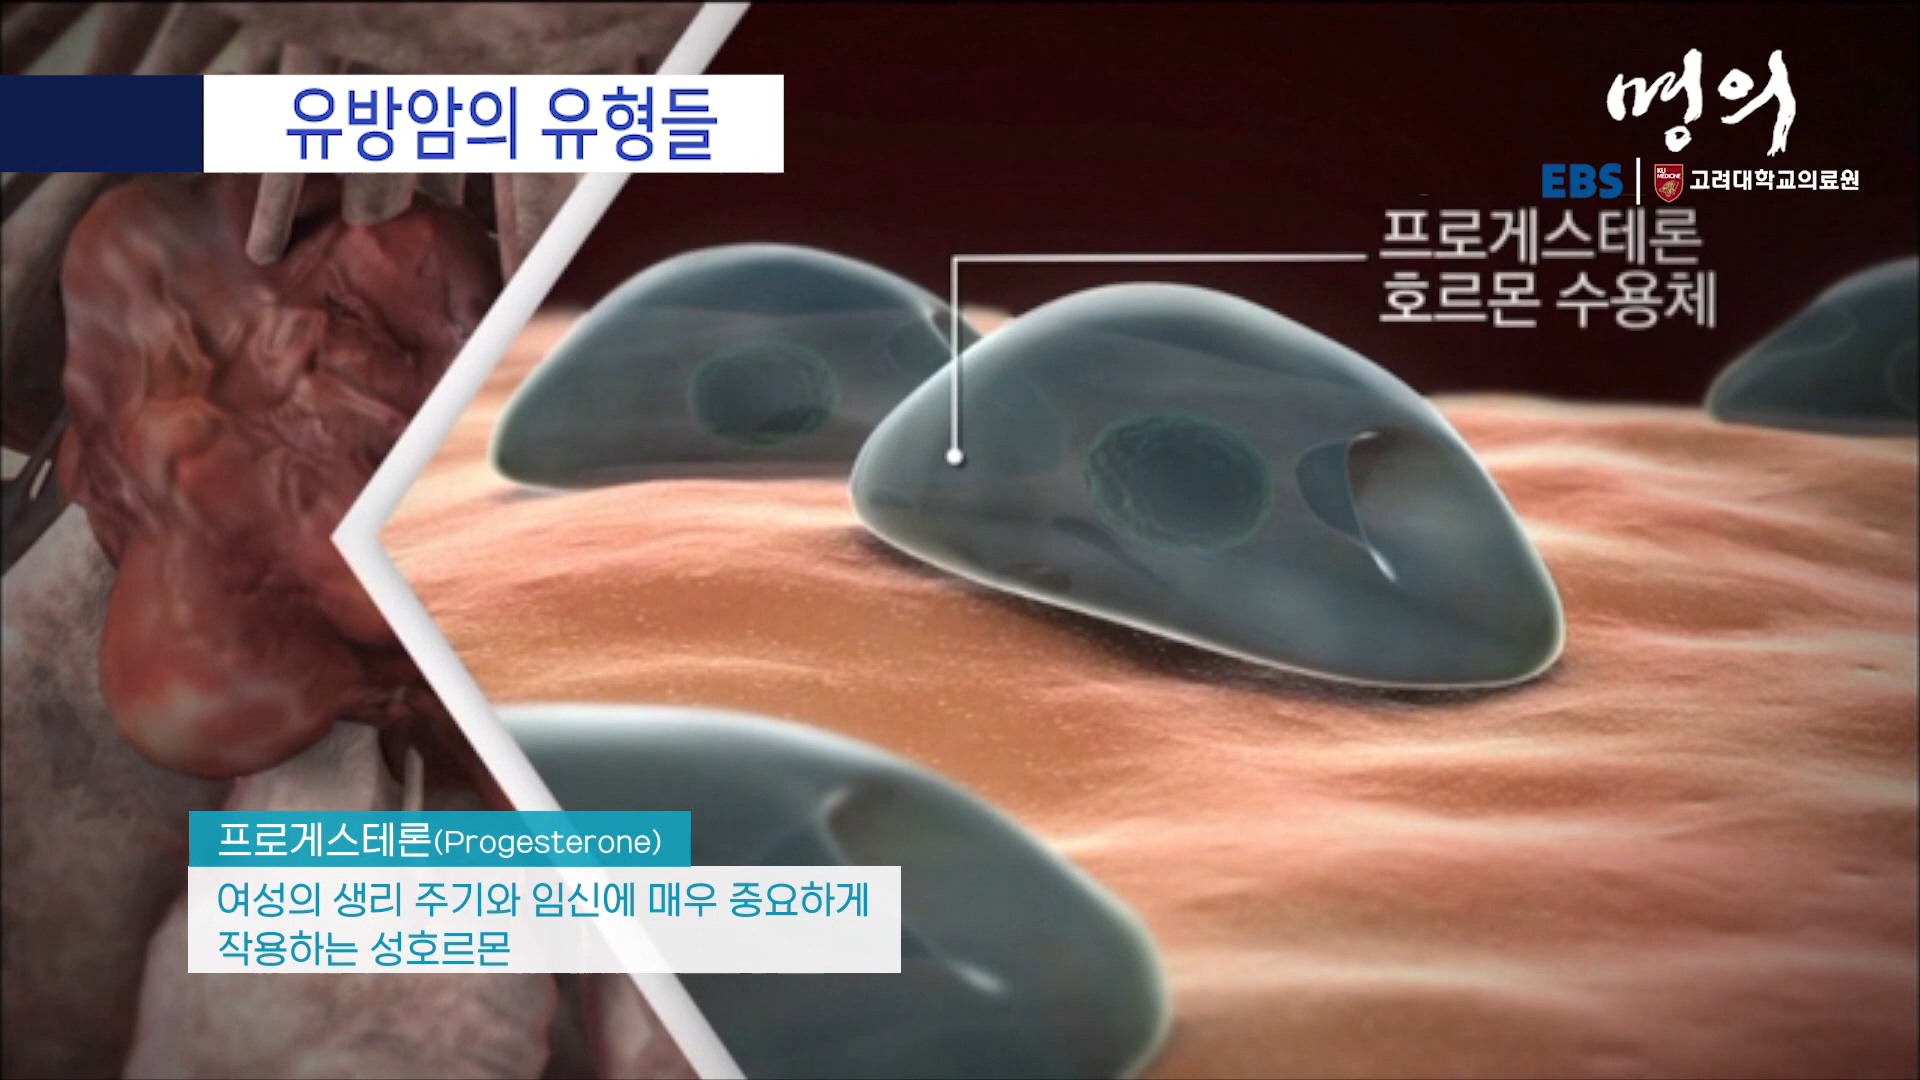 유방암의 유형들
명의
EBS
KU MEDICINE
고려대학교의료원
프로게스테론
호르몬 수용체
프로게스테론(Progesterone)
여성의 생리 주기와 임신에 매우 중요하게
작용하는 성호르몬